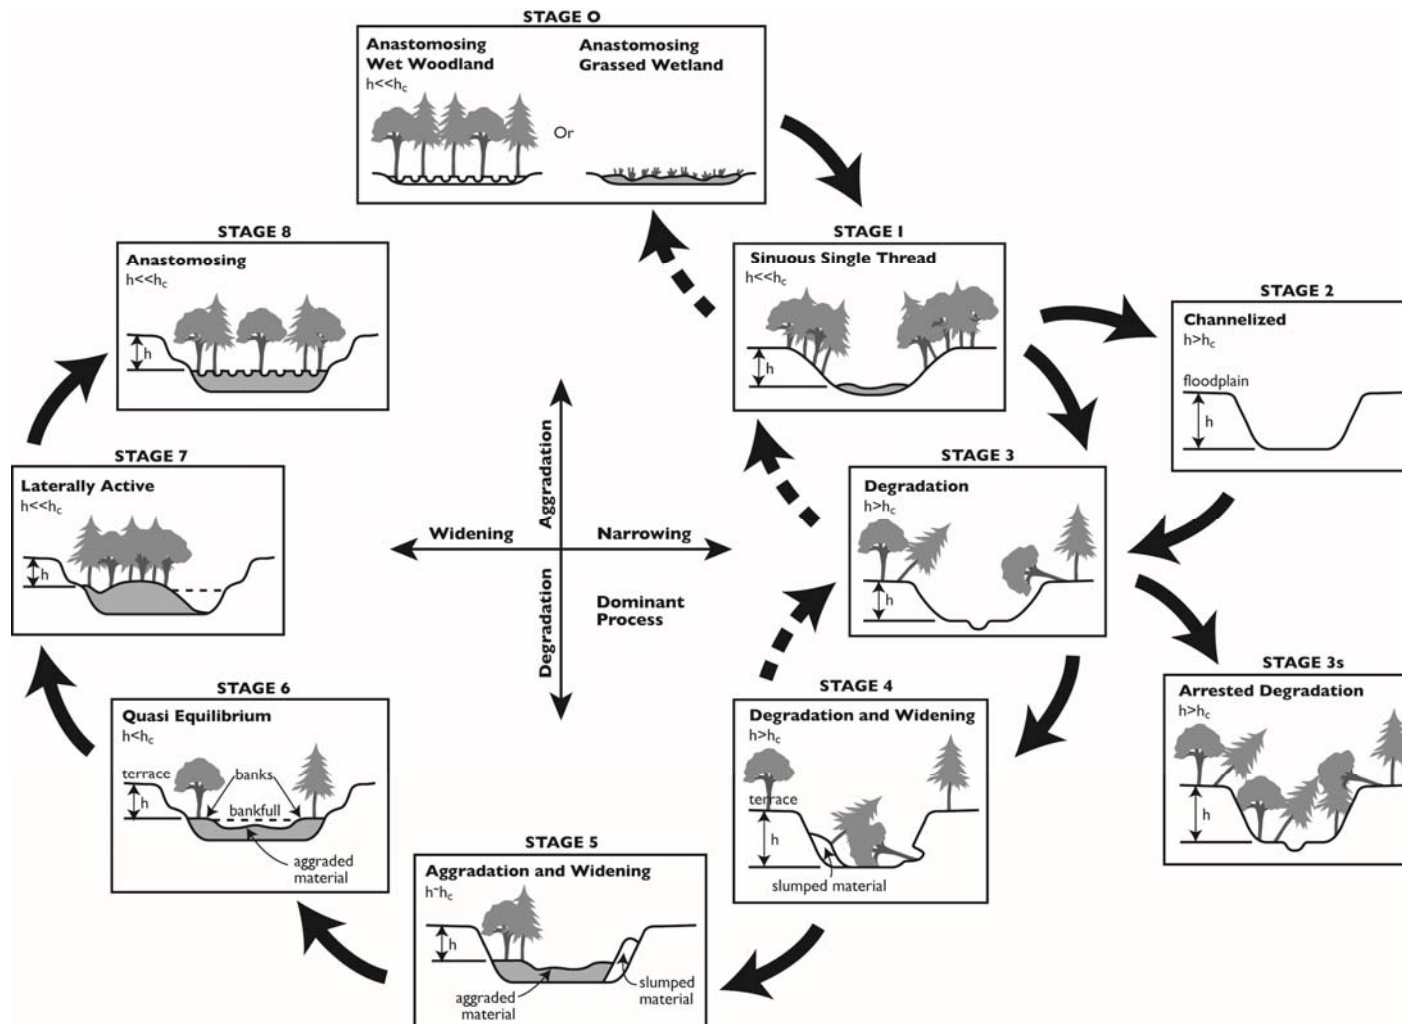 STAGE O
Anastomosing
Wet Woodland
h<<hc
Or
Anastomosing
Grassed Wetland
STAGE 8
Anastomosing
h<<hc
h
STAGE I
Sinuous Single Thread
h<<hc
h
STAGE 2
Channelized
h>hc
floodplain
h
STAGE 7
Laterally Active
h<<hc
h
Aggradation
Widening
Narrowing
Degradation
Dominant
Process
STAGE 3
Degradation
h>hc
h
STAGE 3s
Arrested Degradation
h>hc
h
STAGE 6
Quasi Equilibrium
h<hc
terrace
banks
h
bankfull
aggraded
material
STAGE 4
Degradation and Widening
h>hc
terrace
h
slumped material
STAGE 5
Aggradation and Widening
h~hc
h
aggraded
material
slumped
material